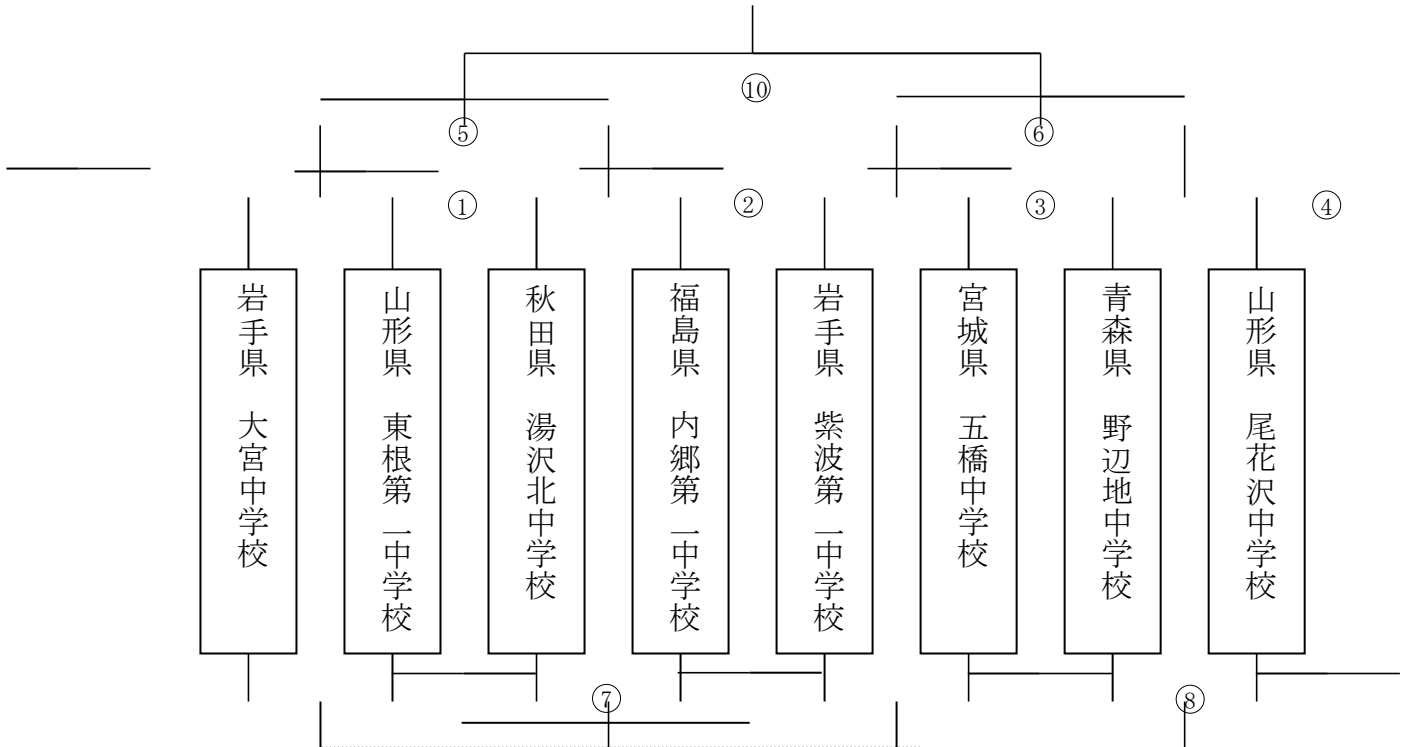 ⑩
⑤
⑥
①
②
③
④
岩手県 大宮中学校
山形県 東根第一中学校
秋田県 湯沢北中学校
福島県 内郷第一中学校
岩手県 紫波第一中学校
宮城県 五橋中学校
青森県 野辺地中学校
山形県 尾花沢中学校
⑦
⑧